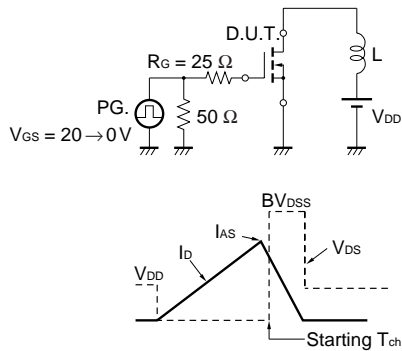 D.U.T.
RG = 25 Ω
L
PG.
50 Ω
VDD
VGS = 20 → 0 V
BVDSS
IAS
ID
VDS
VDD
Starting Tch